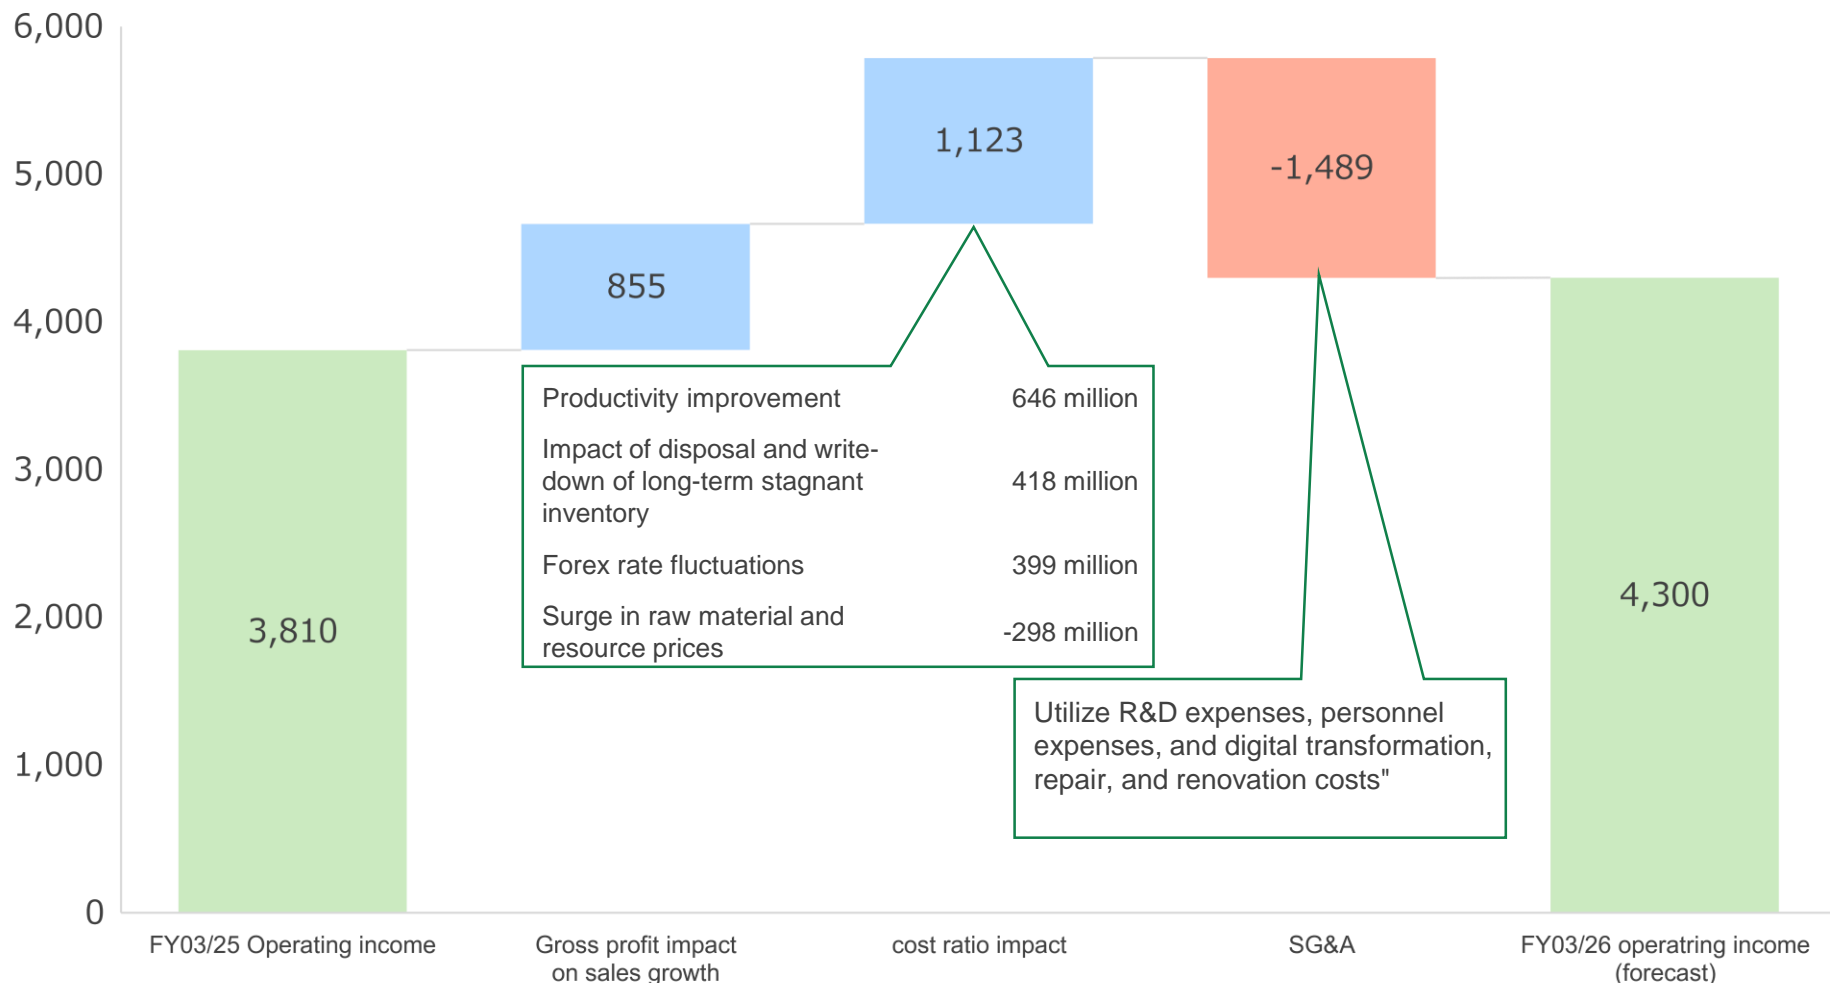 6,000
5,000
4,000
3,000
2,000
1,000
0
3,810
855
1,123
-1,489
4,300
Productivity improvement 646 million
Impact of disposal and write-
down of long-term stagnant 418 million
inventory
Forex rate fluctuations 399 million
Surge in raw material and
resource prices -298 million
Utilize R&D expenses, personnel
expenses, and digital transformation,
repair, and renovation costs"
FY03/25 Operating income
Gross profit impact
on sales growth
cost ratio impact
SG&A
FY03/26 operatring income
(forecast)